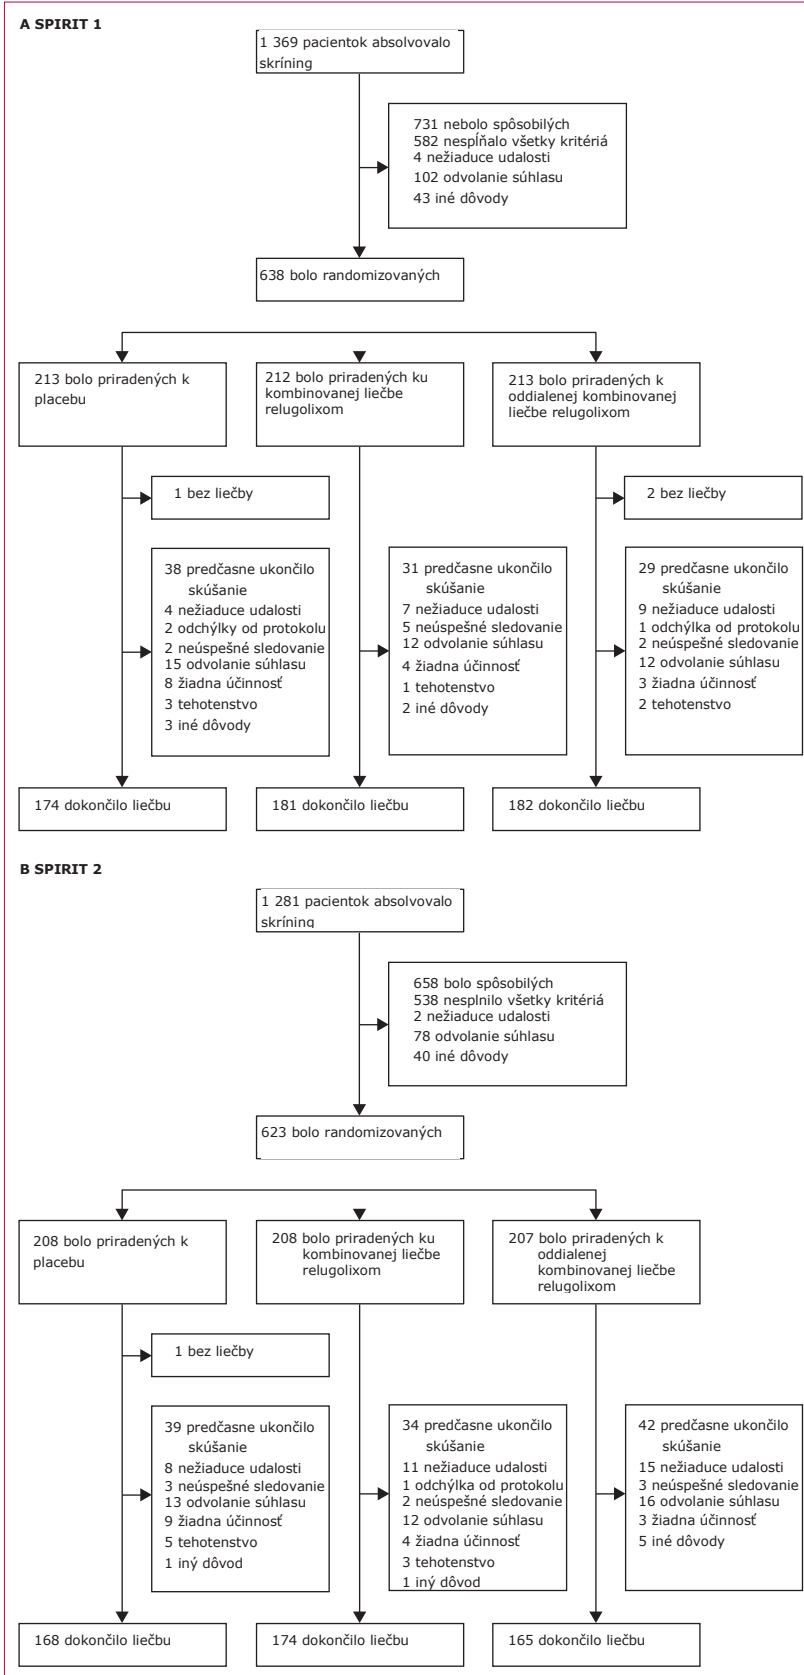 A SPIRIT 1
1 369 pacientok absolvovalo
skríning
731 nebolo spôsobilých
582 nespĺňalo všetky kritériá
4 nežiaduce udalosti
102 odvolanie súhlasu
43 iné dôvody
638 bolo randomizovaných
213 bolo priradených k
placebu
212 bolo priradených ku
kombinovanej liečbe
relugolixom
213 bolo priradených k
oddialenej kombinovanej
liečbe relugolixom
1 bez liečby
2 bez liečby
38 predčasne ukončilo
skúšanie
4 nežiaduce udalosti
2 odchýlky od protokolu
2 neúspešné sledovanie
15 odvolanie súhlasu
8 žiadna účinnosť
3 tehotenstvo
3 iné dôvody
31 predčasne ukončilo
skúšanie
7 nežiaduce udalosti
5 neúspešné sledovanie
12 odvolanie súhlasu
4 žiadna účinnosť
1 tehotenstvo
2 iné dôvody
29 predčasne ukončilo
skúšanie
9 nežiaduce udalosti
1 odchýlka od protokolu
2 neúspešné sledovanie
12 odvolanie súhlasu
3 žiadna účinnosť
2 tehotenstvo
174 dokončilo liečbu
181 dokončilo liečbu
182 dokončilo liečbu
B SPIRIT 2
1 281 pacientok absolvovalo
skríning
658 bolo spôsobilých
538 nesplnilo všetky kritériá
2 nežiaduce udalosti
78 odvolanie súhlasu
40 iné dôvody
623 bolo randomizovaných
208 bolo priradených k
placebu
208 bolo priradených ku
kombinovanej liečbe
relugolixom
207 bolo priradených k
oddialenej
kombinovanej liečbe
relugolixom
1 bez liečby
39 predčasne ukončilo
skúšanie
8 nežiaduce udalosti
3 neúspešné sledovanie
13 odvolanie súhlasu
9 žiadna účinnosť
5 tehotenstvo
1 iný dôvod
34 predčasne ukončilo
skúšanie
11 nežiaduce udalosti
1 odchýlka od protokolu
2 neúspešné sledovanie
12 odvolanie súhlasu
4 žiadna účinnosť
3 tehotenstvo
1 iný dôvod
42 predčasne ukončilo
skúšanie
15 nežiaduce udalosti
3 neúspešné sledovanie
16 odvolanie súhlasu
3 žiadna účinnosť
5 iné dôvody
168 dokončilo liečbu
174 dokončilo liečbu
165 dokončilo liečbu